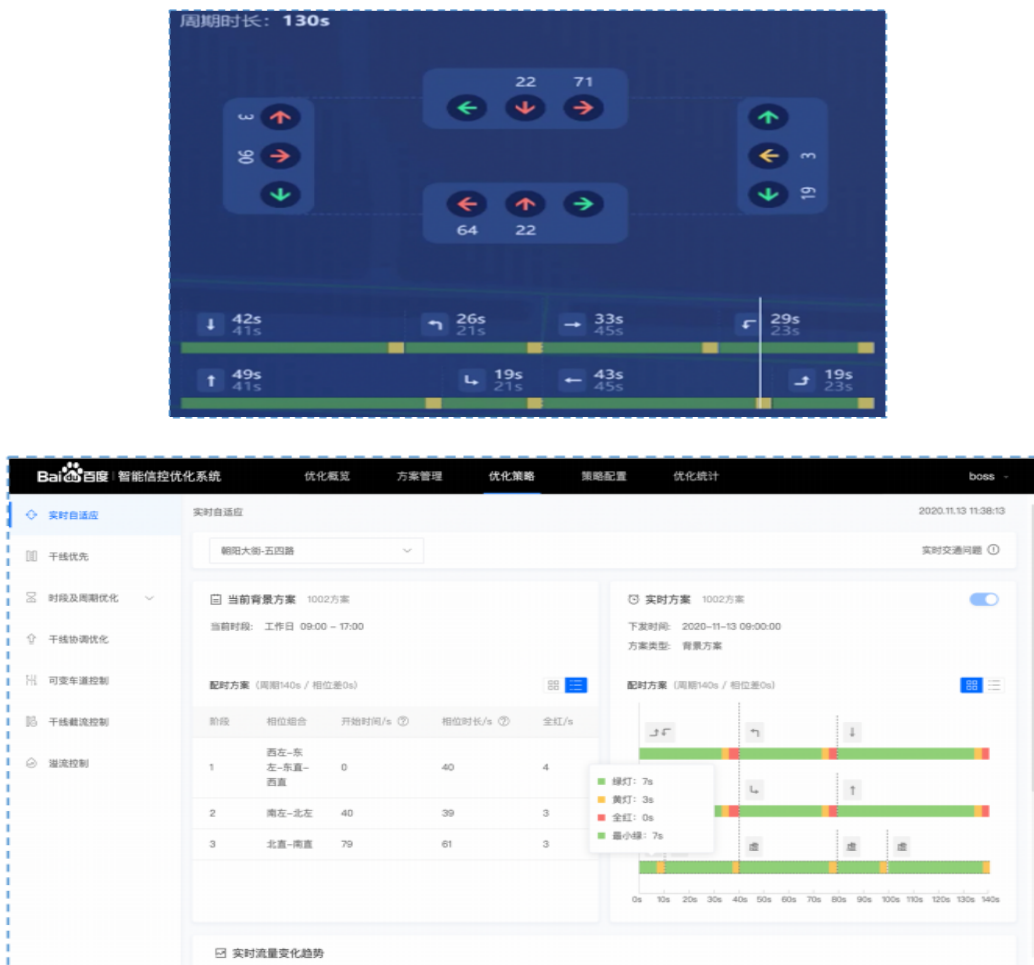 周期时长：130s
22 71
3
90
3
19
64 22
42s 26s 33s 29s
41s 21s 45s 23s
49s 19s 43s 19s
41s 21s 45s 23s
Bai du 百度 智能信控优化系统 优化概览 方案管理 优化策略 策略配置 优化统计 boss
实时自适应
干线优先
时段及周期优化
干线协调优化
可变车道控制
干线截流控制
溢流控制
实时自适应 2020.11.13 11:38:13
朝阳大街-五四路 实时交通问题
当前背景方案 1002方案
当前时段： 工作日 09:00 - 17:00
配时方案（周期140s / 相位差0s）
阶段 相位组合 开始时间/s 相位时长/s 全红/s
1 西左-东左-东直-西直 0 40 4
2 南左-北左 40 39 3
3 北直-南直 79 61 3
实时方案 1002方案
下发时间： 2020-11-13 09:00:00
方案类型： 背景方案
配时方案（周期140s / 相位差0s）
绿灯：7s
黄灯：3s
全红：0s
最小绿：7s
虚 虚 虚
0s 10s 20s 30s 40s 50s 60s 70s 80s 90s 100s 110s 120s 130s 140s
实时流量变化趋势